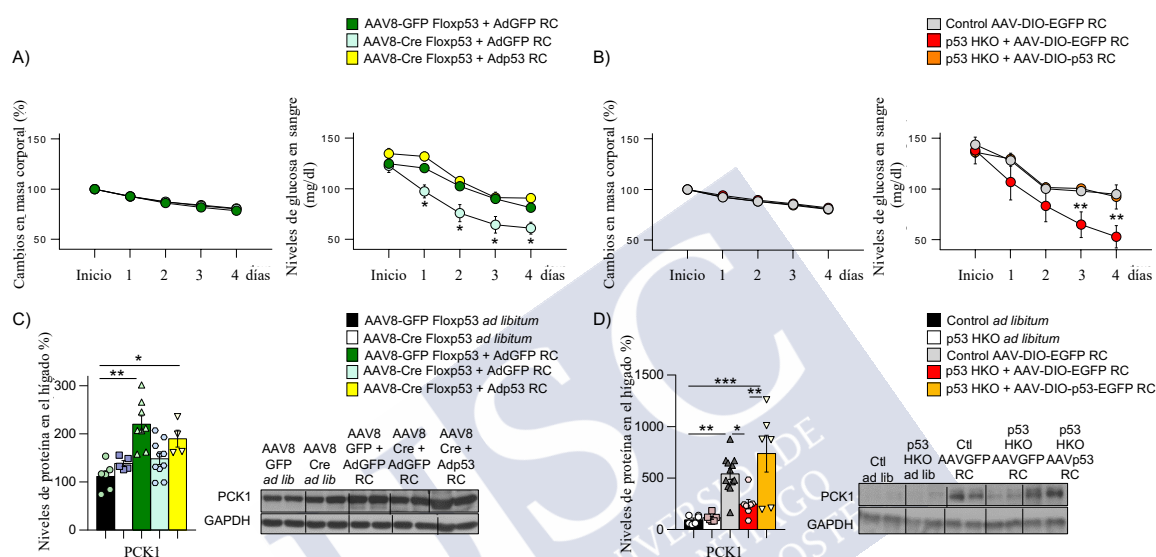 A)
AAV8-GFP Floxp53 + AdGFP RC
AAV8-Cre Floxp53 + AdGFP RC
AAV8-Cre Floxp53 + Adp53 RC
Cambios en masa corporal (%)
150
100
50
Inicio 1 2 3 4 días
Niveles de glucosa en sangre
(mg/dl)
150
100
50
* * * *
Inicio 1 2 3 4 días
B)
Control AAV-DIO-EGFP RC
p53 HKO + AAV-DIO-EGFP RC
p53 HKO + AAV-DIO-p53 RC
Cambios en masa corporal (%)
150
100
50
Inicio 1 2 3 4 días
Niveles de glucosa en sangre
(mg/dl)
150
100
50
** **
Inicio 1 2 3 4 días
C)
AAV8-GFP Floxp53 ad libitum
AAV8-Cre Floxp53 ad libitum
AAV8-GFP Floxp53 + AdGFP RC
AAV8-Cre Floxp53 + AdGFP RC
AAV8-Cre Floxp53 + Adp53 RC
Niveles de proteína en el hígado %)
300
200
100
0
*
**
PCK1
AAV8 GFP ad lib
AAV8 Cre ad lib
AAV8 GFP + AdGFP RC
AAV8 Cre + AdGFP RC
AAV8 Cre + Adp53 RC
PCK1
GAPDH
D)
Control ad libitum
p53 HKO ad libitum
Control AAV-DIO-EGFP RC
p53 HKO + AAV-DIO-EGFP RC
p53 HKO + AAV-DIO-p53-EGFP RC
Niveles de proteína en el hígado %)
1500
1000
500
0
***
**
** *
PCK1
Ctl ad lib
p53 HKO ad lib
Ctl AAVGFP RC
p53 HKO AAVGFP RC
p53 HKO AAVp53 RC
PCK1
GAPDH